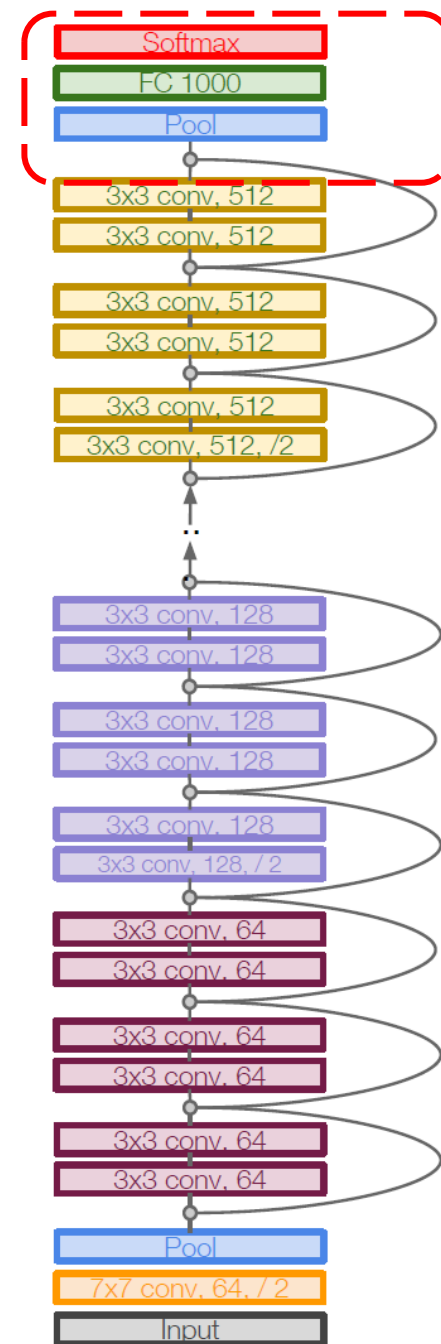 Softmax
FC 1000
Pool
3x3 conv, 512
3x3 conv, 512
3x3 conv, 512
3x3 conv, 512
3x3 conv, 512
3x3 conv, 512, /2
..
.
3x3 conv, 128
3x3 conv, 128
3x3 conv, 128
3x3 conv, 128
3x3 conv, 128
3x3 conv, 128, / 2
3x3 conv, 64
3x3 conv, 64
3x3 conv, 64
3x3 conv, 64
3x3 conv, 64
3x3 conv, 64
Pool
7x7 conv, 64, / 2
Input